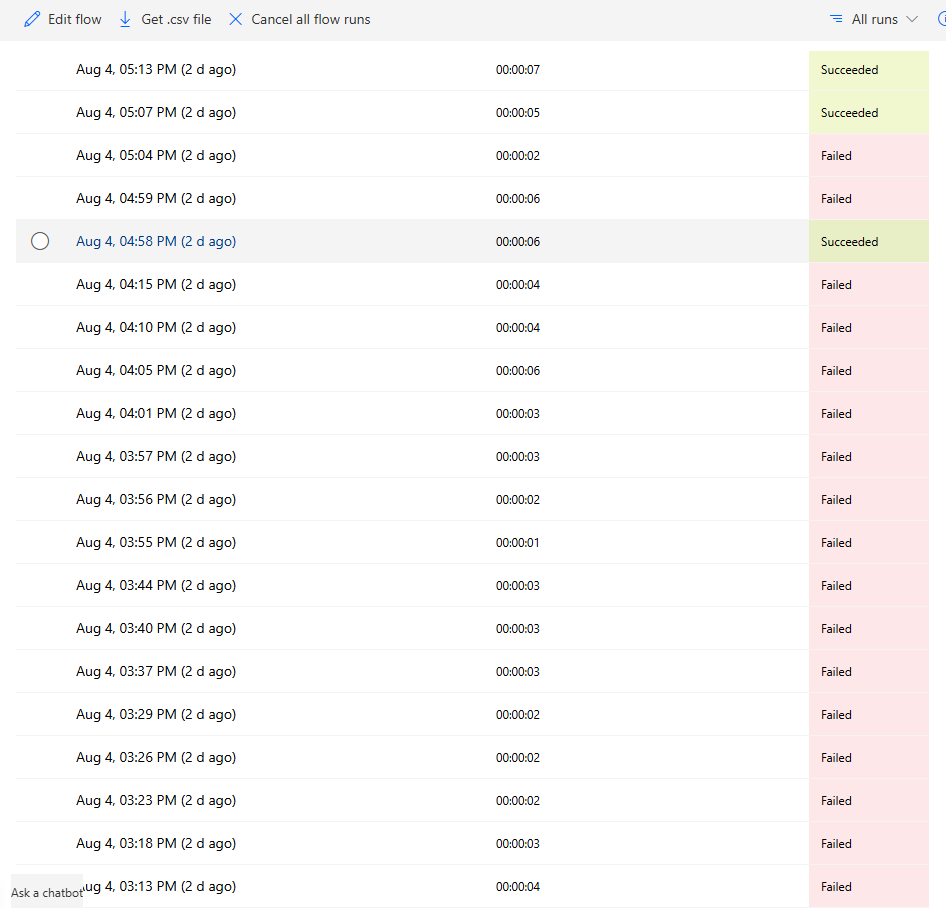 Edit flow Get .csv file Cancel all flow runs All runs
Aug 4, 05:13 PM (2 d ago) 00:00:07 Succeeded
Aug 4, 05:07 PM (2 d ago) 00:00:05 Succeeded
Aug 4, 05:04 PM (2 d ago) 00:00:02 Failed
Aug 4, 04:59 PM (2 d ago) 00:00:06 Failed
Aug 4, 04:58 PM (2 d ago) 00:00:06 Succeeded
Aug 4, 04:15 PM (2 d ago) 00:00:04 Failed
Aug 4, 04:10 PM (2 d ago) 00:00:04 Failed
Aug 4, 04:05 PM (2 d ago) 00:00:06 Failed
Aug 4, 04:01 PM (2 d ago) 00:00:03 Failed
Aug 4, 03:57 PM (2 d ago) 00:00:03 Failed
Aug 4, 03:56 PM (2 d ago) 00:00:02 Failed
Aug 4, 03:55 PM (2 d ago) 00:00:01 Failed
Aug 4, 03:44 PM (2 d ago) 00:00:03 Failed
Aug 4, 03:40 PM (2 d ago) 00:00:03 Failed
Aug 4, 03:37 PM (2 d ago) 00:00:03 Failed
Aug 4, 03:29 PM (2 d ago) 00:00:02 Failed
Aug 4, 03:26 PM (2 d ago) 00:00:02 Failed
Aug 4, 03:23 PM (2 d ago) 00:00:02 Failed
Aug 4, 03:18 PM (2 d ago) 00:00:03 Failed
Aug 4, 03:13 PM (2 d ago) 00:00:04 Failed
Ask a chatbot